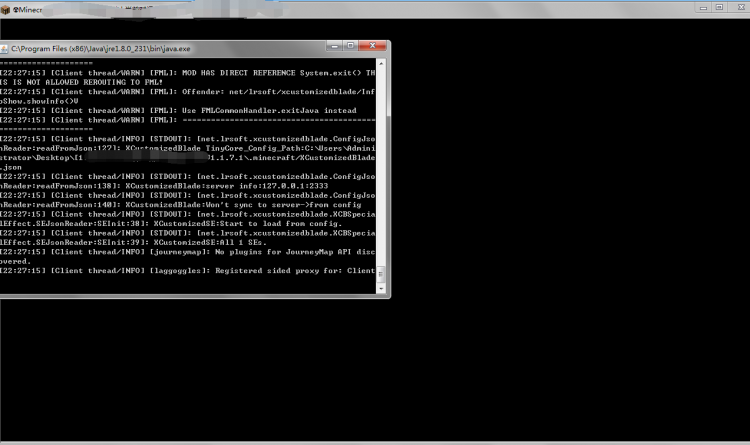 Minecr
C:\Program Files (x86)\Java\jre1.8.0_231\bin\java.exe
====================
[22:27:15] [Client thread/WARN] [FML]: MOD HAS DIRECT REFERENCE System.exit() TH
IS IS NOT ALLOWED REROUTING TO FML!
[22:27:15] [Client thread/WARN] [FML]: Offender: net/lrsoft/xcustomizedblade/Inf
oShow.showInfo()V
[22:27:15] [Client thread/WARN] [FML]: Use FMLCommonHandler.exitJava instead
[22:27:15] [Client thread/WARN] [FML]: =========================================
====================
[22:27:15] [Client thread/INFO] [STDOUT]: [net.lrsoft.xcustomizedblade.ConfigJso
nReader:readFromJson:127]: XCustomizedBlade TinyCore_Config_Path:C:\Users\Admini
strator\Desktop\[1 1.1.7.1\.minecraft/XCustomizedBlade
.json
[22:27:15] [Client thread/INFO] [STDOUT]: [net.lrsoft.xcustomizedblade.ConfigJso
nReader:readFromJson:138]: XCustomizedBlade:server info:127.0.0.1:2333
[22:27:15] [Client thread/INFO] [STDOUT]: [net.lrsoft.xcustomizedblade.ConfigJso
nReader:readFromJson:140]: XCustomizedBlade:Won't sync to server->from config
[22:27:15] [Client thread/INFO] [STDOUT]: [net.lrsoft.xcustomizedblade.XCBSpecia
lEffect.SEJsonReader:SEInit:38]: XCustomizedSE:Start to load from config.
[22:27:15] [Client thread/INFO] [STDOUT]: [net.lrsoft.xcustomizedblade.XCBSpecia
lEffect.SEJsonReader:SEInit:39]: XCustomizedSE:All 1 SEs.
[22:27:15] [Client thread/INFO] [journeymap]: No plugins for JourneyMap API disc
overed.
[22:27:15] [Client thread/INFO] [laggoggles]: Registered sided proxy for: Client